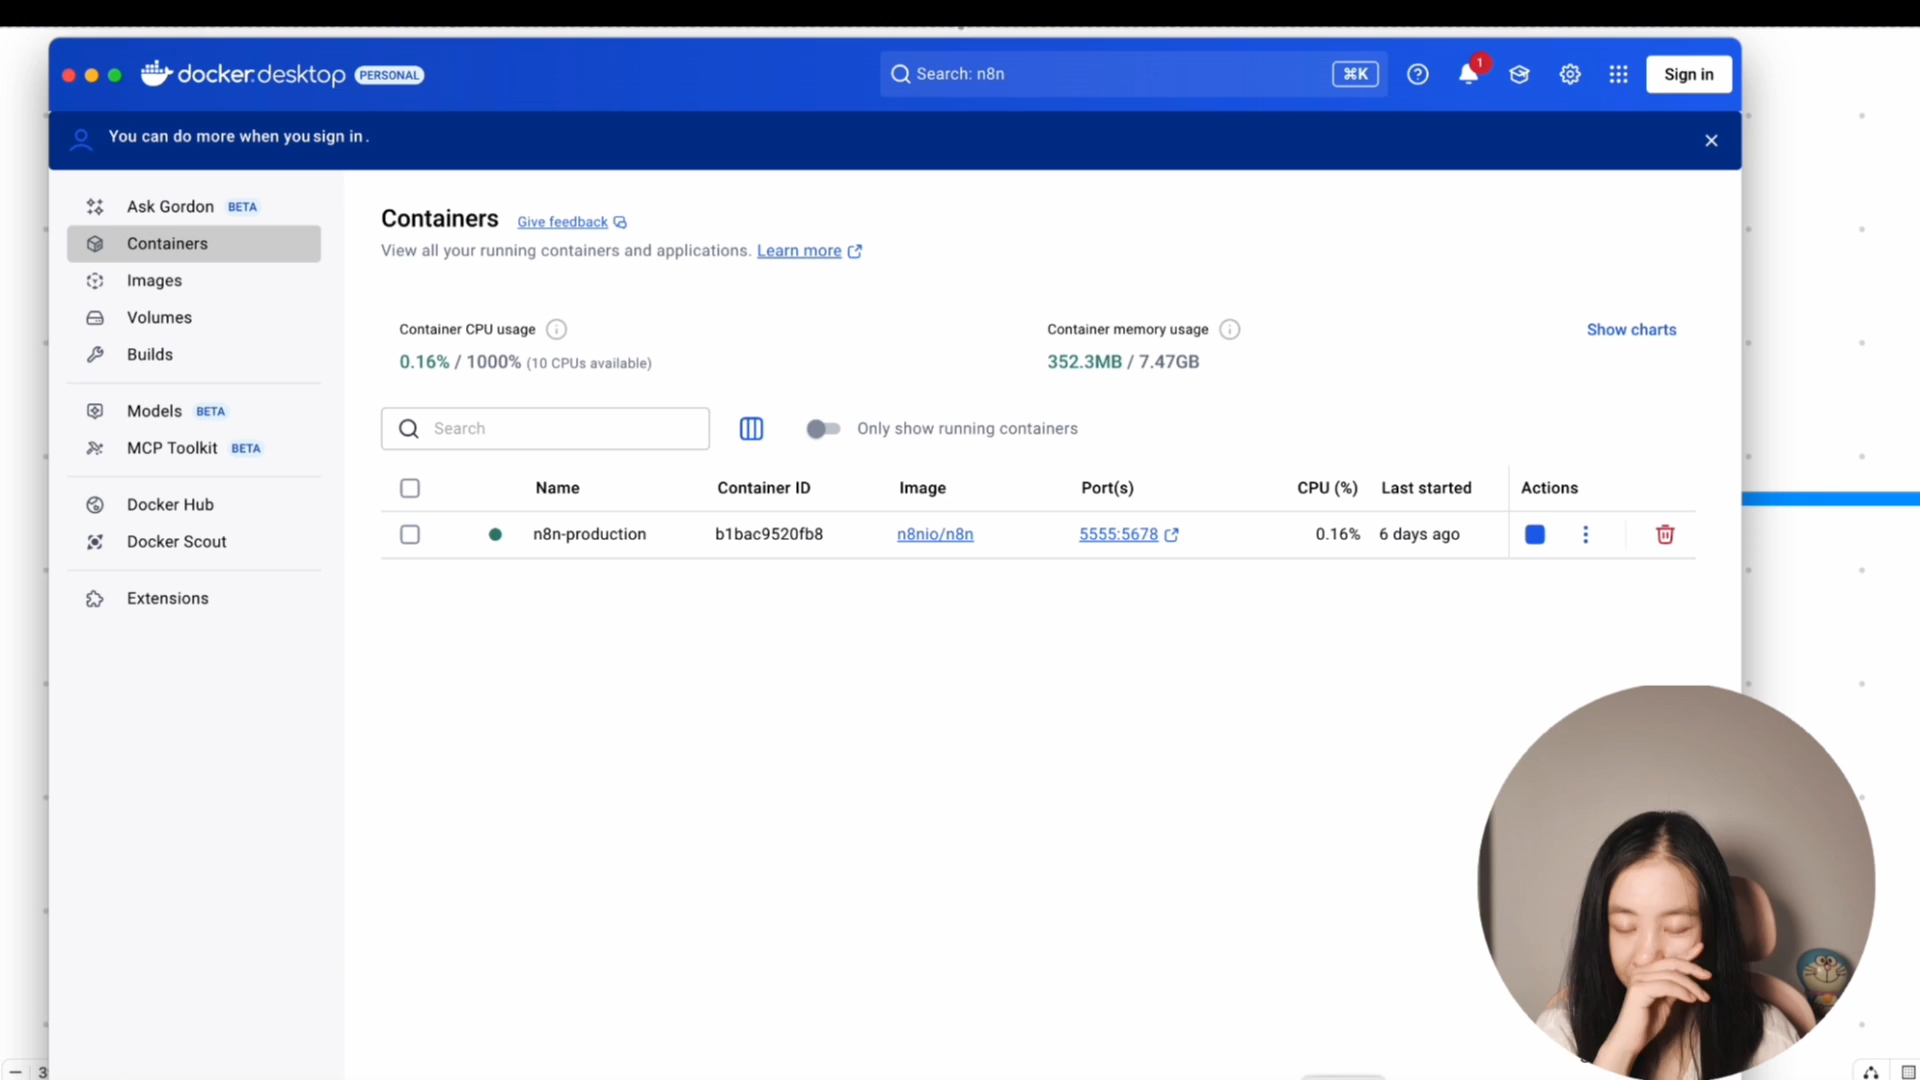 docker.desktop PERSONAL
Search: n8n
⌘K
1
Sign in
You can do more when you sign in.
Ask Gordon BETA
Containers
Images
Volumes
Builds
Models BETA
MCP Toolkit BETA
Docker Hub
Docker Scout
Extensions
Containers Give feedback
View all your running containers and applications. Learn more
Container CPU usage
0.16% / 1000% (10 CPUs available)
Container memory usage
352.3MB / 7.47GB
Show charts
Search
Only show running containers
Name Container ID Image Port(s) CPU (%) Last started Actions
n8n-production b1bac9520fb8 n8nio/n8n 5555:5678 0.16% 6 days ago